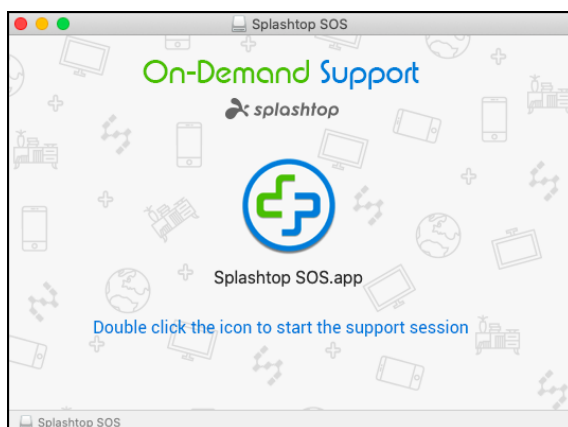 Splashtop SOS
On-Demand Support
splashtop
Splashtop SOS.app
Double click the icon to start the support session
Splashtop SOS